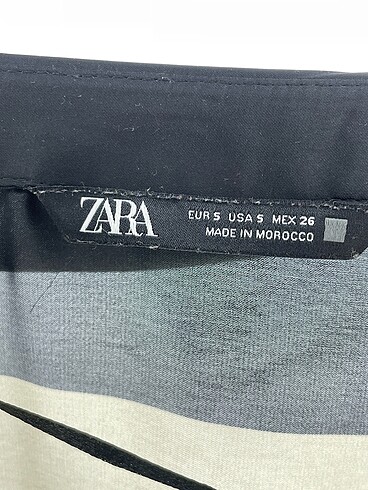 ZARA
EUR S USA S MEX 26
MADE IN MOROCCO